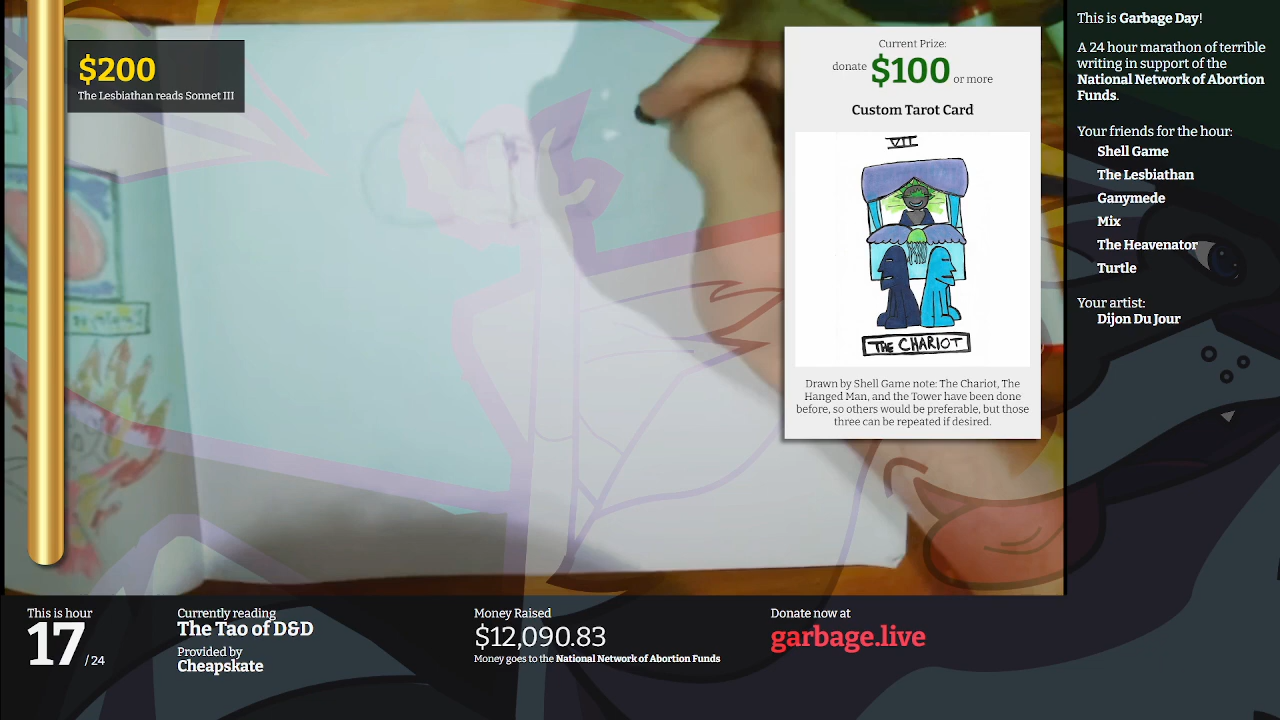 $200
The Lesbiathan reads Sonnet III
Current Prize:
donate $100 or more
Custom Tarot Card
VII
THE CHARIOT
Drawn by Shell Game note: The Chariot, The
Hanged Man, and the Tower have been done
before, so others would be preferable, but those
three can be repeated if desired.
This is Garbage Day!
A 24 hour marathon of terrible
writing in support of the
National Network of Abortion
Funds.
Your friends for the hour:
Shell Game
The Lesbiathan
Ganymede
Mix
The Heavenator
Turtle
Your artist:
Dijon Du Jour
This is hour
17 / 24
Currently reading
The Tao of D&D
Provided by
Cheapskate
Money Raised
$12,090.83
Money goes to the National Network of Abortion Funds
Donate now at
garbage.live